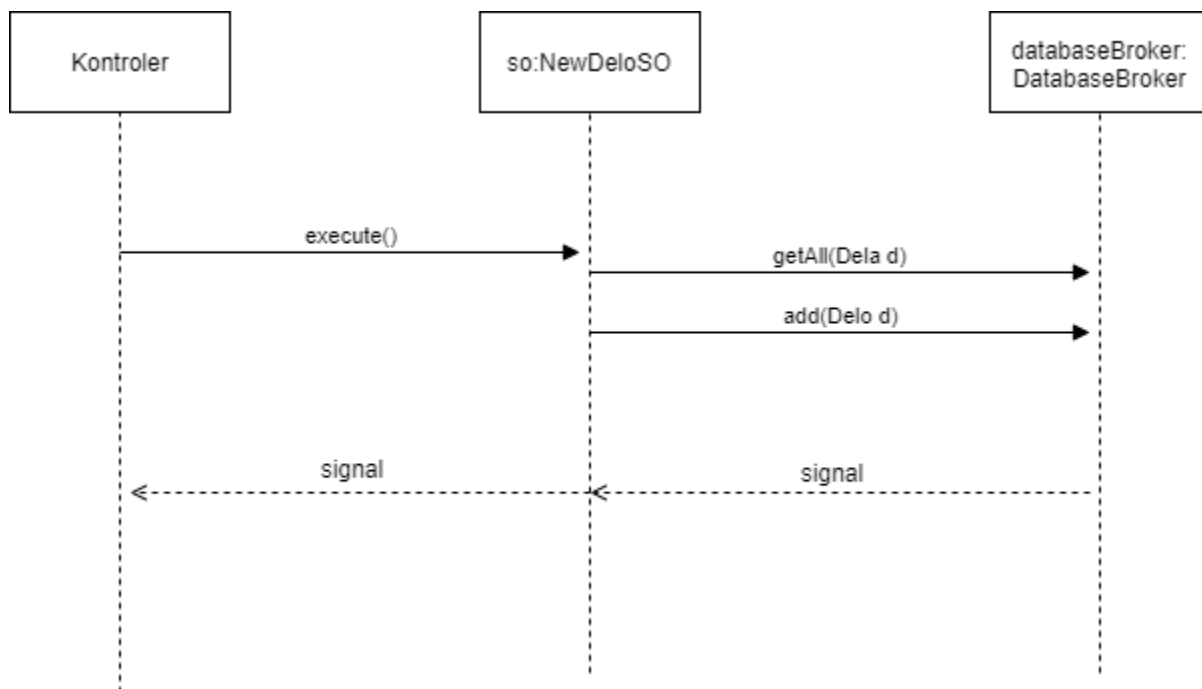 Kontroler
so:NewDeloSO
databaseBroker:
DatabaseBroker
execute()
getAll(Dela d)
add(Delo d)
signal
signal